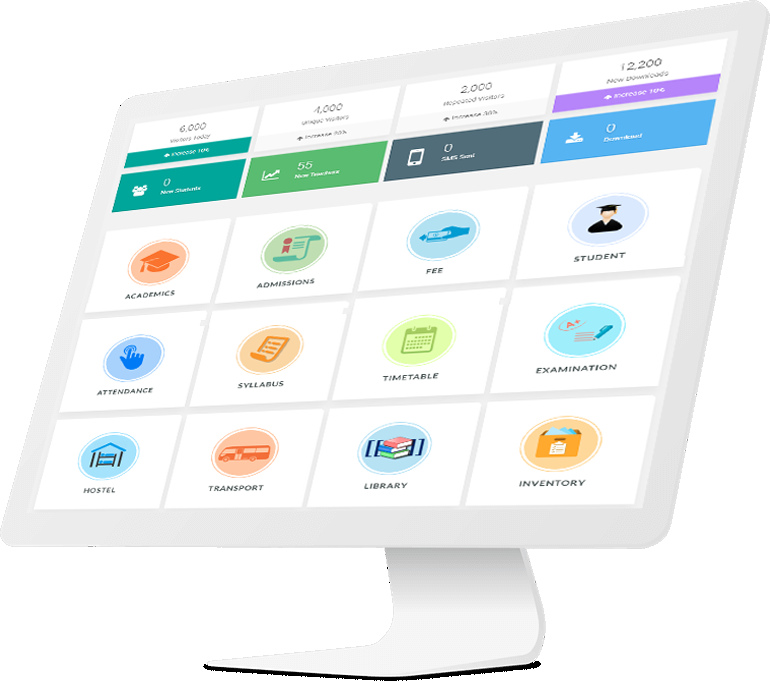 6,000
Visitors Today
Increase 10%
4,000
Unique Visitors
Increase 20%
2,000
Repeated Visitors
Increase 30%
12,200
New Downloads
Increase 10%
0
New Students
55
New Teachers
0
SMS Sent
0
Download
ACADEMICS
ADMISSIONS
FEE
STUDENT
ATTENDANCE
SYLLABUS
TIMETABLE
A+
EXAMINATION
HOSTEL
TRANSPORT
LIBRARY
INVENTORY